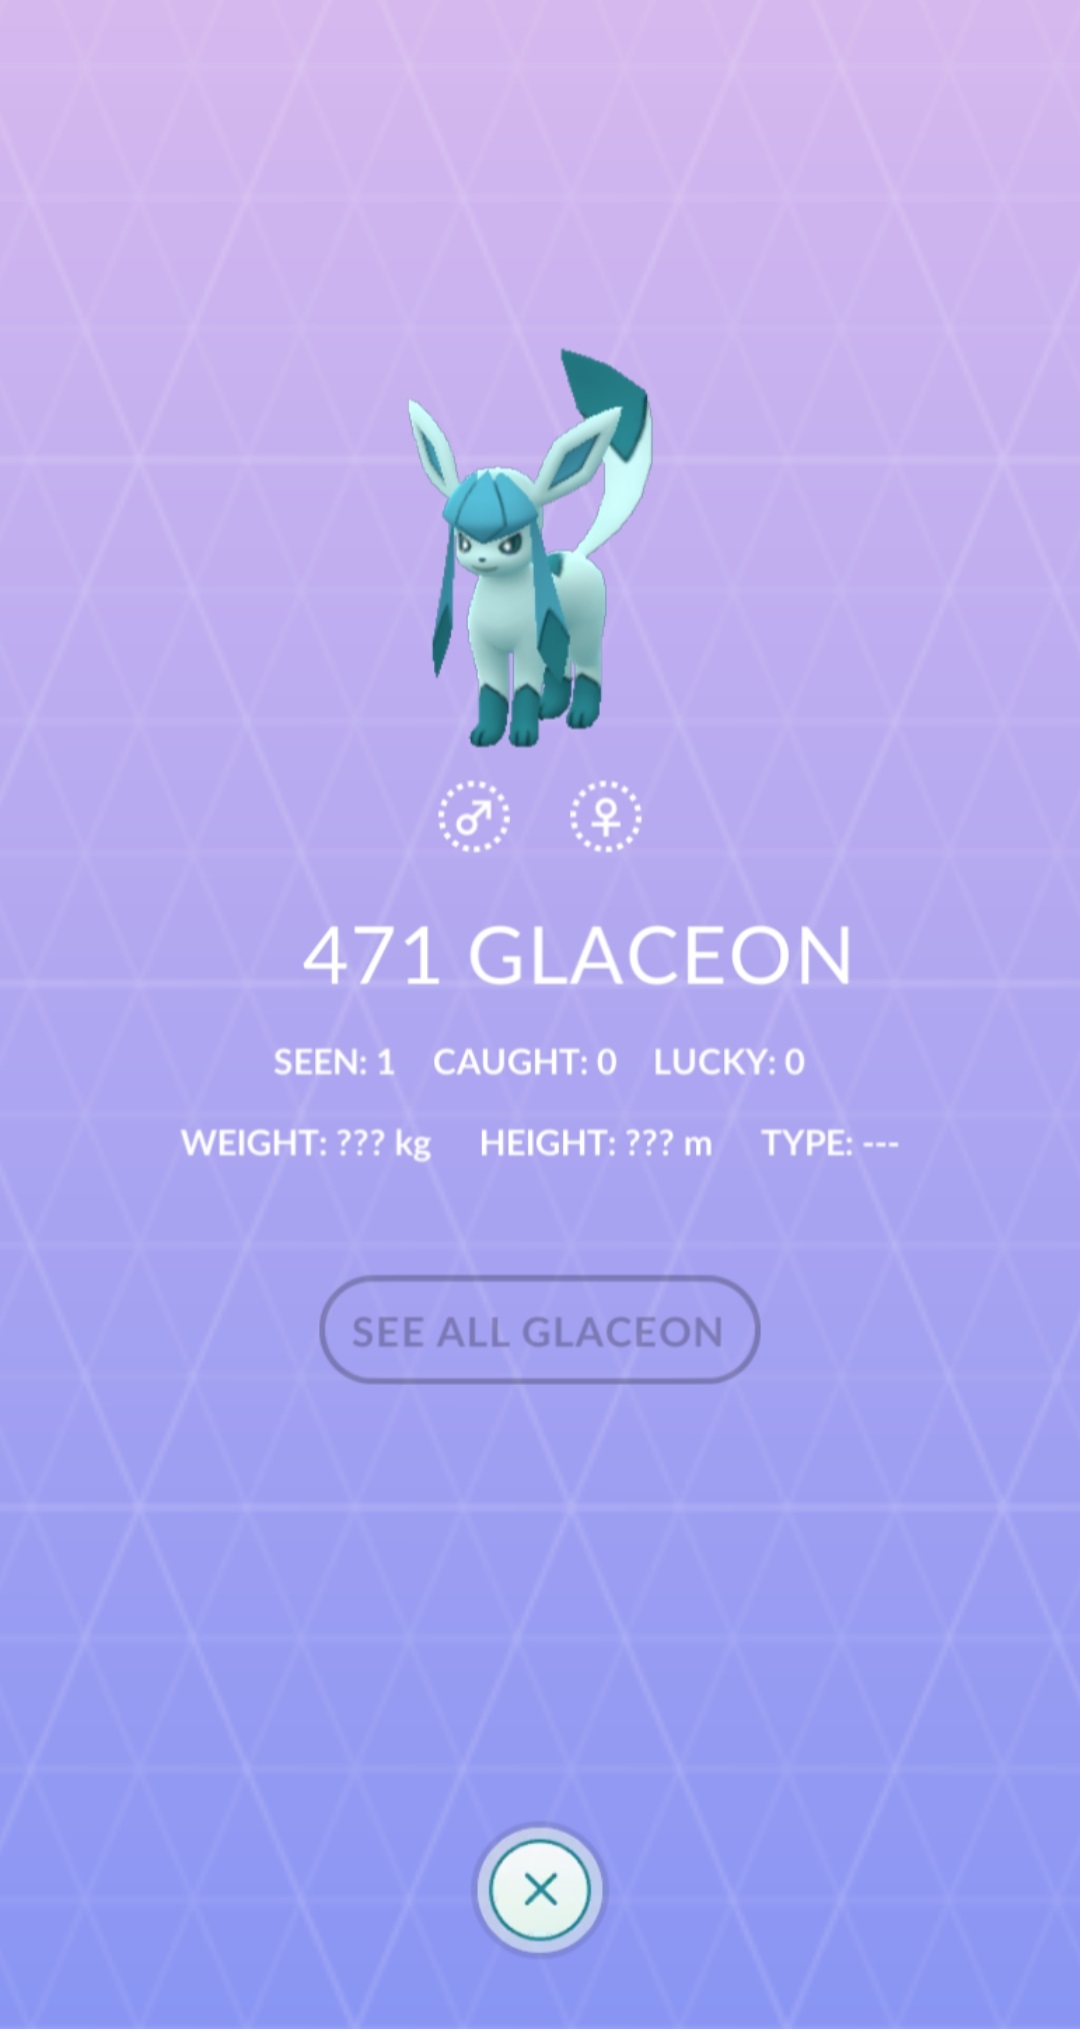 471 GLACEON
SEEN: 1 CAUGHT: 0 LUCKY: 0
WEIGHT: ??? kg HEIGHT: ??? m TYPE: ---
SEE ALL GLACEON